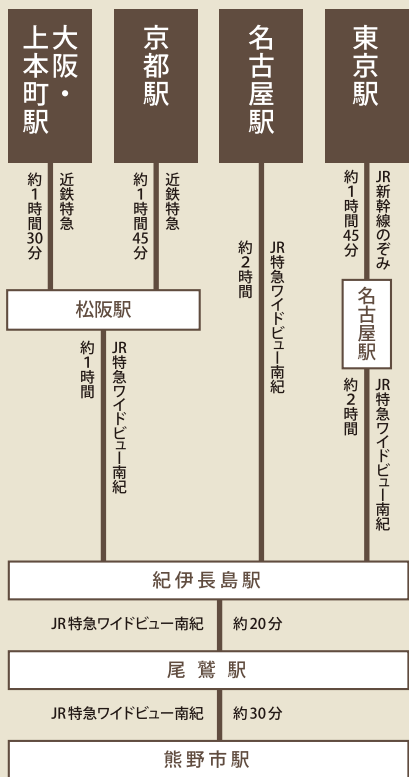 大阪・
上本町駅
京都駅
名古屋駅
東京駅
近鉄特急
約1時間30分
近鉄特急
約1時間45分
JR特急ワイドビュー南紀
約2時間
JR新幹線のぞみ
約1時間45分
松阪駅
名古屋駅
JR特急ワイドビュー南紀
約1時間
JR特急ワイドビュー南紀
約2時間
紀伊長島駅
JR特急ワイドビュー南紀 約20分
尾鷲駅
JR特急ワイドビュー南紀 約30分
熊野市駅